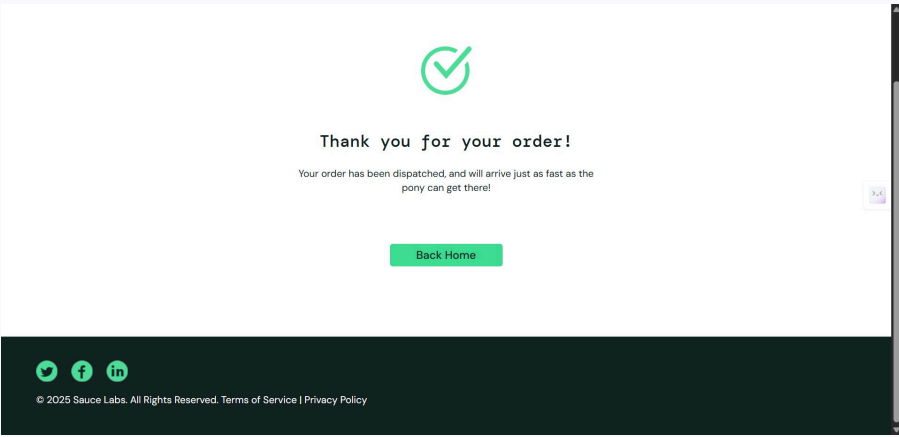 Thank you for your order!
Your order has been dispatched, and will arrive just as fast as the
pony can get there!
Back Home
© 2025 Sauce Labs. All Rights Reserved. Terms of Service | Privacy Policy